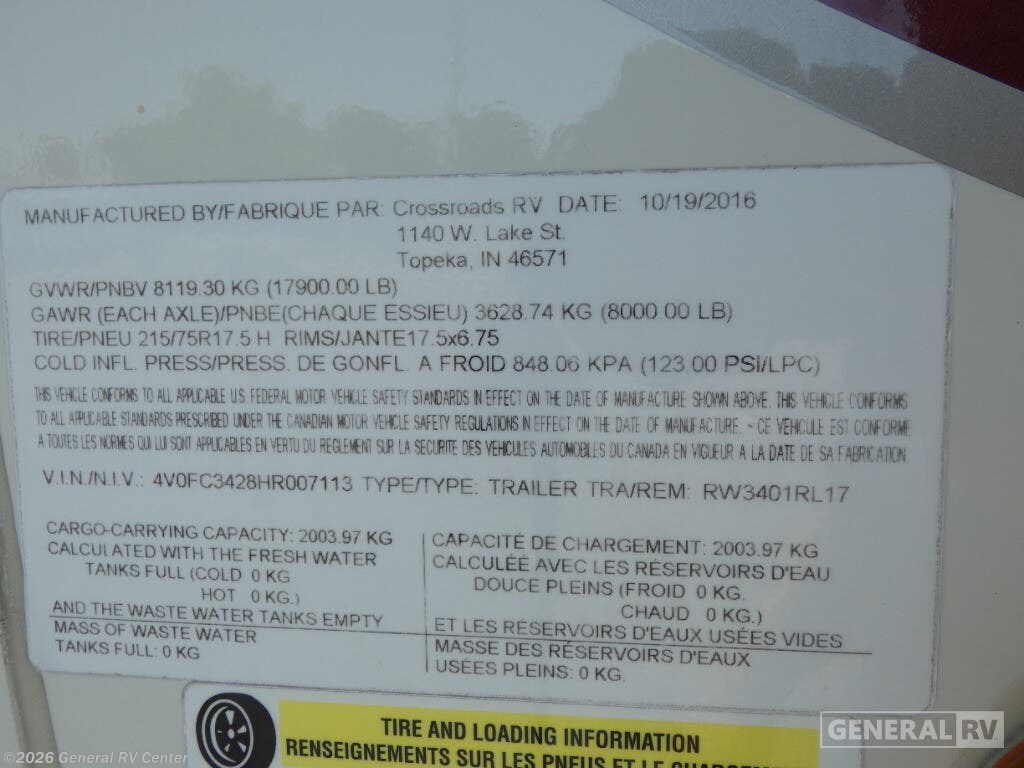 MANUFACTURED BY/FABRIQUE PAR: Crossroads RV DATE: 10/19/2016
1140 W. Lake St.
Topeka, IN 46571
GVWR/PNBV 8119.30 KG (17900.00 LB)
GAWR (EACH AXLE)/PNBE(CHAQUE ESSIEU) 3628.74 KG (8000.00 LB)
TIRE/PNEU 215/75R17.5 H RIMS/JANTE17.5x6.75
COLD INFL. PRESS/PRESS. DE GONFL. A FROID 848.06 KPA (123.00 PSI/LPC)
THIS VEHICLE CONFORMS TO ALL APPLICABLE U.S. FEDERAL MOTOR VEHICLE SAFETY STANDARDS IN EFFECT ON THE DATE OF MANUFACTURE SHOWN ABOVE. THIS VEHICLE CONFORMS
TO ALL APPLICABLE STANDARDS PRESCRIBED UNDER THE CANADIAN MOTOR VEHICLE SAFETY REGULATIONS IN EFFECT ON THE DATE OF MANUFACTURE. - CE VEHICULE EST CONFORME
A TOUTES LES NORMES QUI LUI SONT APPLICABLES EN VERTU DU REGLEMENT SUR LA SECURITE DES VEHICULES AUTOMOBILES DU CANADA EN VIGUEUR A LA DATE DE SA FABRICATION.
V.I.N./N.I.V.: 4V0FC3428HR007113 TYPE/TYPE: TRAILER TRA/REM: RW3401RL17
CARGO-CARRYING CAPACITY: 2003.97 KG
CALCULATED WITH THE FRESH WATER
TANKS FULL (COLD 0 KG
HOT 0 KG.)
AND THE WASTE WATER TANKS EMPTY
MASS OF WASTE WATER
TANKS FULL: 0 KG
CAPACITÉ DE CHARGEMENT: 2003.97 KG
CALCULÉÉ AVEC LES RÉSERVOIRS D'EAU
DOUCE PLEINS (FROID 0 KG.
CHAUD 0 KG.)
ET LES RÉSERVOIRS D'EAUX USÉES VIDES
MASSE DES RÉSERVOIRS D'EAUX
USÉES PLEINS: 0 KG.
TIRE AND LOADING INFORMATION
RENSEIGNEMENTS SUR LES PNEUS ET LE CHARGEMENT
GENERAL RV
©2026 General RV Center
GENERAL RV